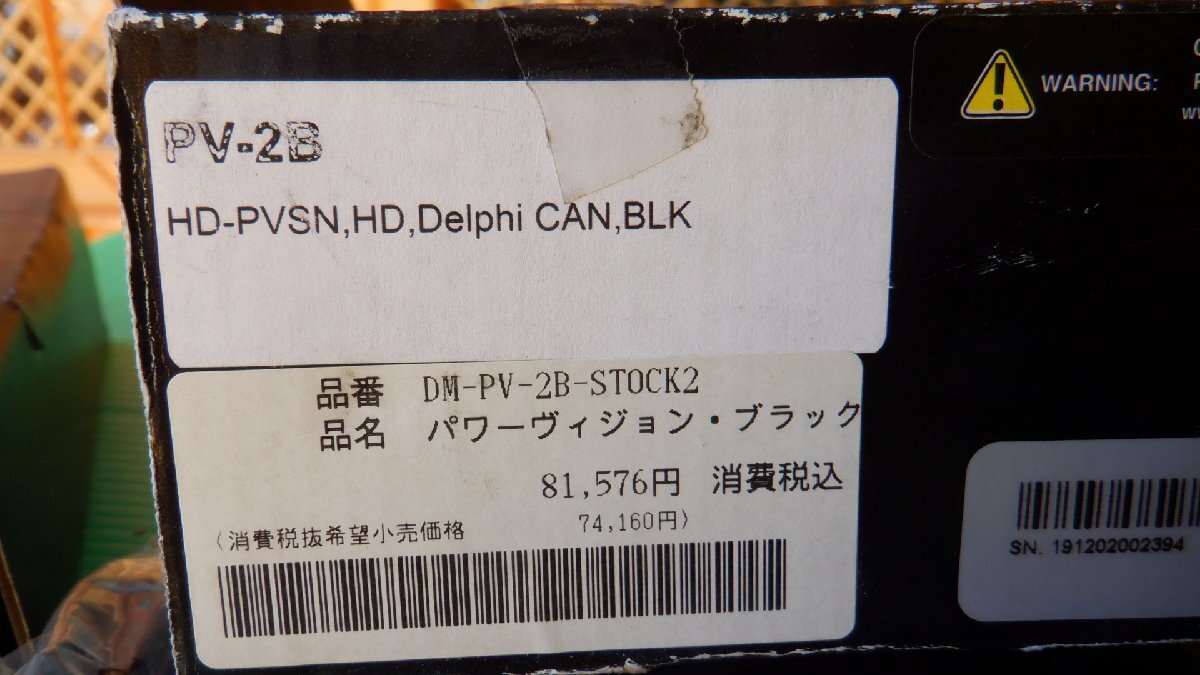 PV-2B
HD-PVSN,HD,Delphi CAN,BLK
WARNING:
品番 DM-PV-2B-STOCK2
品名 パワーヴィジョン・ブラック
81,576円 消費税込
(消費税抜希望小売価格 74,160円)
SN. 191202002394